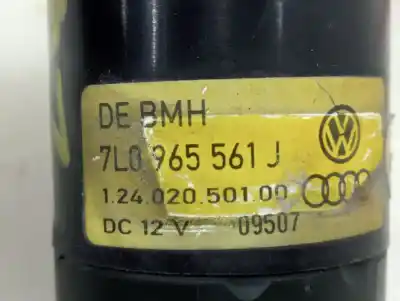 DE BMH
7L0 965 561 J
1.24.020.501.00
DC 12 V 09507